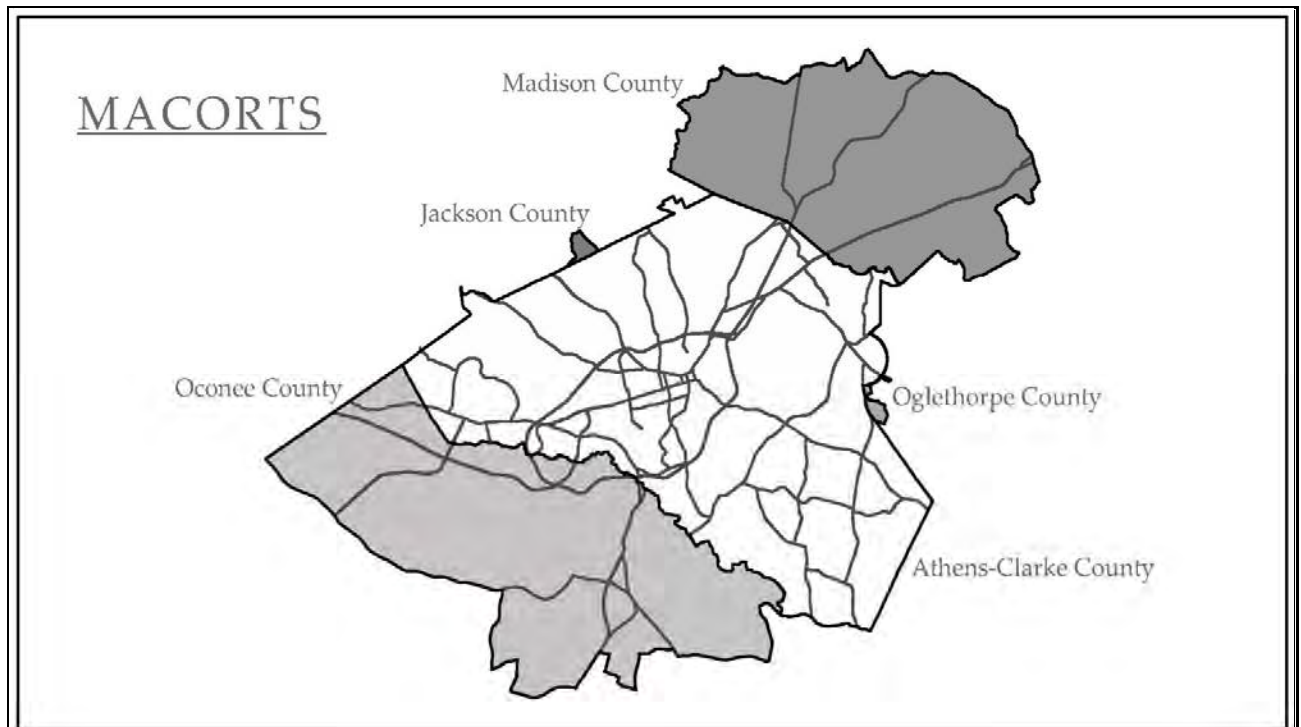 MACORTS
Madison County
Jackson County
Oconee County
Oglethorpe County
Athens-Clarke County